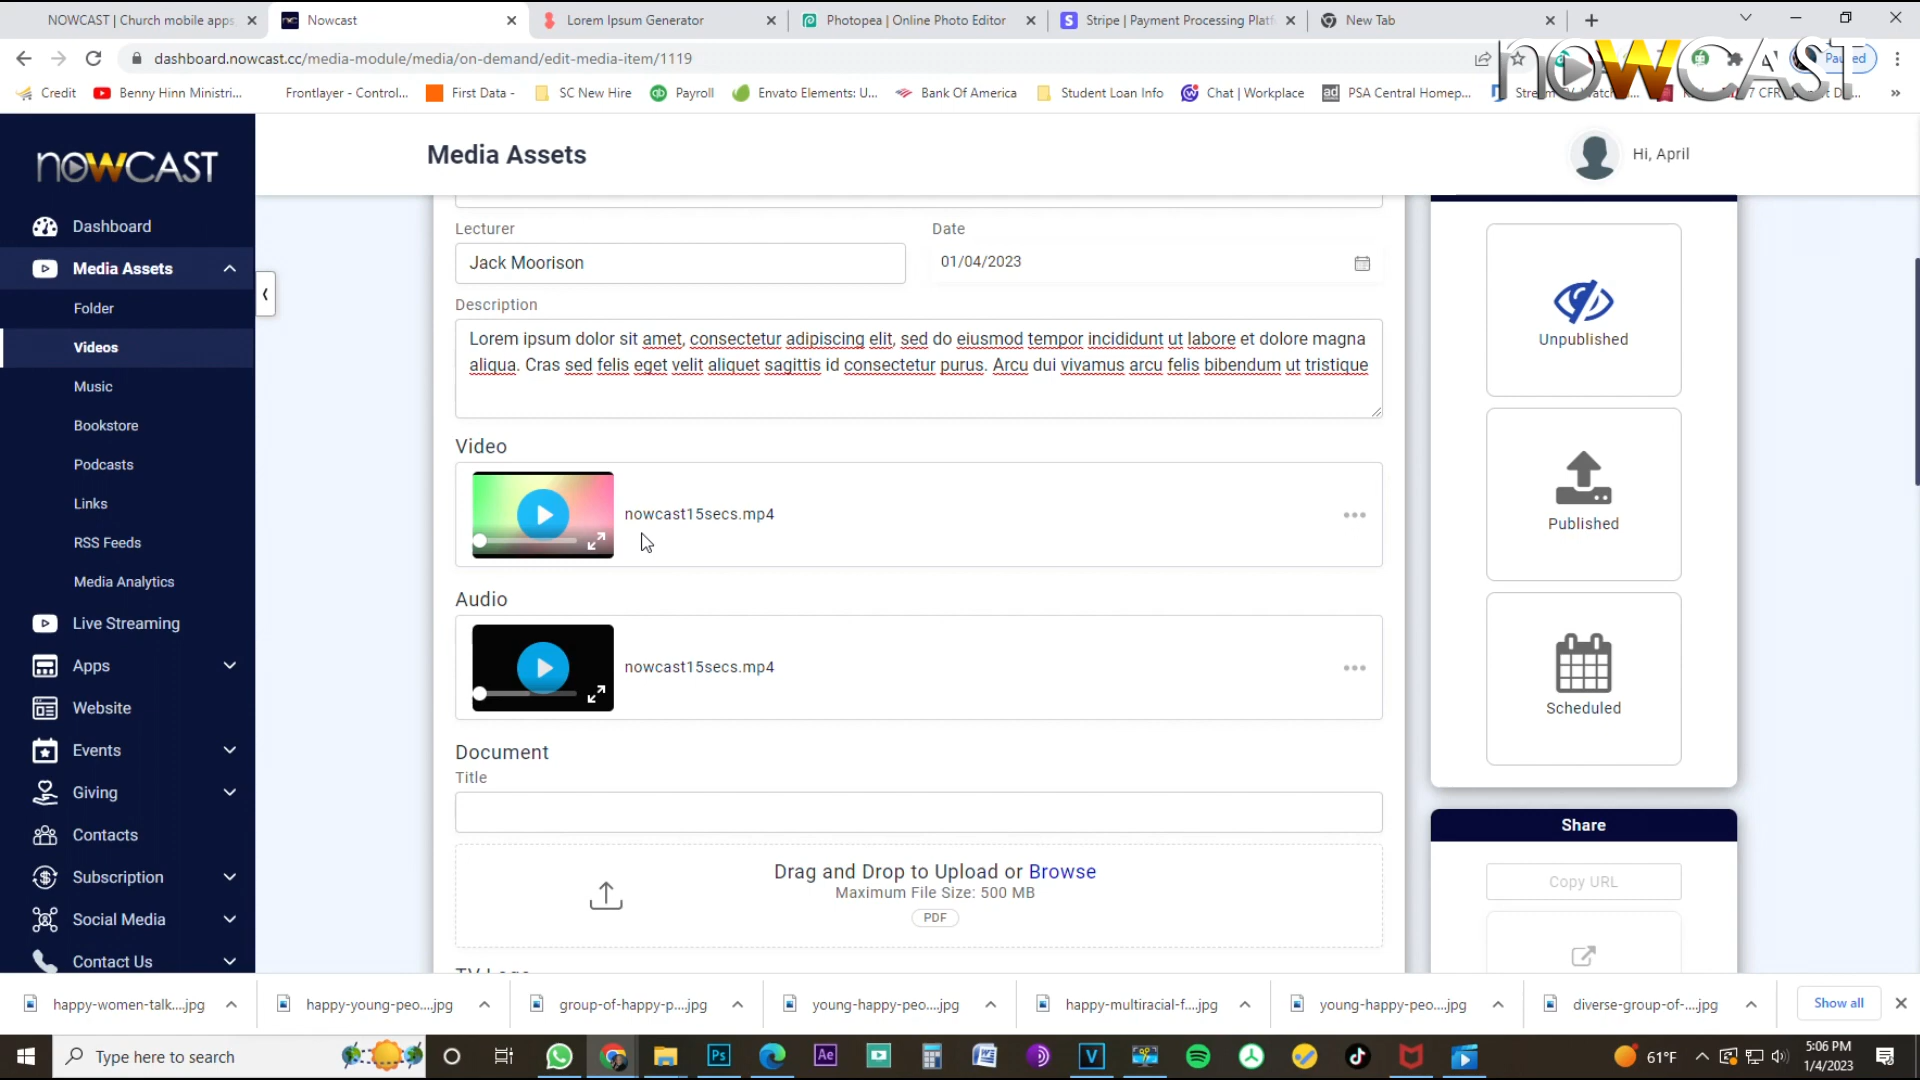 NOWCAST | Church mobile apps
Nowcast
Lorem Ipsum Generator
Photopea | Online Photo Editor
Stripe | Payment Processing Platf
New Tab
dashboard.nowcast.cc/media-module/media/on-demand/edit-media-item/1119
Paused
nowCAST
Credit
Benny Hinn Ministri...
Frontlayer - Control...
First Data -
SC New Hire
Payroll
Envato Elements: U...
Bank Of America
Student Loan Info
Chat | Workplace
PSA Central Homep...
nowCAST
Media Assets
Hi, April
Dashboard
Media Assets
Folder
Videos
Music
Bookstore
Podcasts
Links
RSS Feeds
Media Analytics
Live Streaming
Apps
Website
Events
Giving
Contacts
Subscription
Social Media
Contact Us
Lecturer
Date
Jack Moorison
01/04/2023
Description
Lorem ipsum dolor sit amet, consectetur adipiscing elit, sed do eiusmod tempor incididunt ut labore et dolore magna
aliqua. Cras sed felis eget velit aliquet sagittis id consectetur purus. Arcu dui vivamus arcu felis bibendum ut tristique
Video
nowcast15secs.mp4
Audio
nowcast15secs.mp4
Document
Title
Drag and Drop to Upload or Browse
Maximum File Size: 500 MB
PDF
Unpublished
Published
Scheduled
Share
Copy URL
happy-women-talk....jpg
happy-young-peo....jpg
group-of-happy-p....jpg
young-happy-peo....jpg
happy-multiracial-f....jpg
young-happy-peo....jpg
diverse-group-of-....jpg
Show all
Type here to search
61°F
5:06 PM
1/4/2023